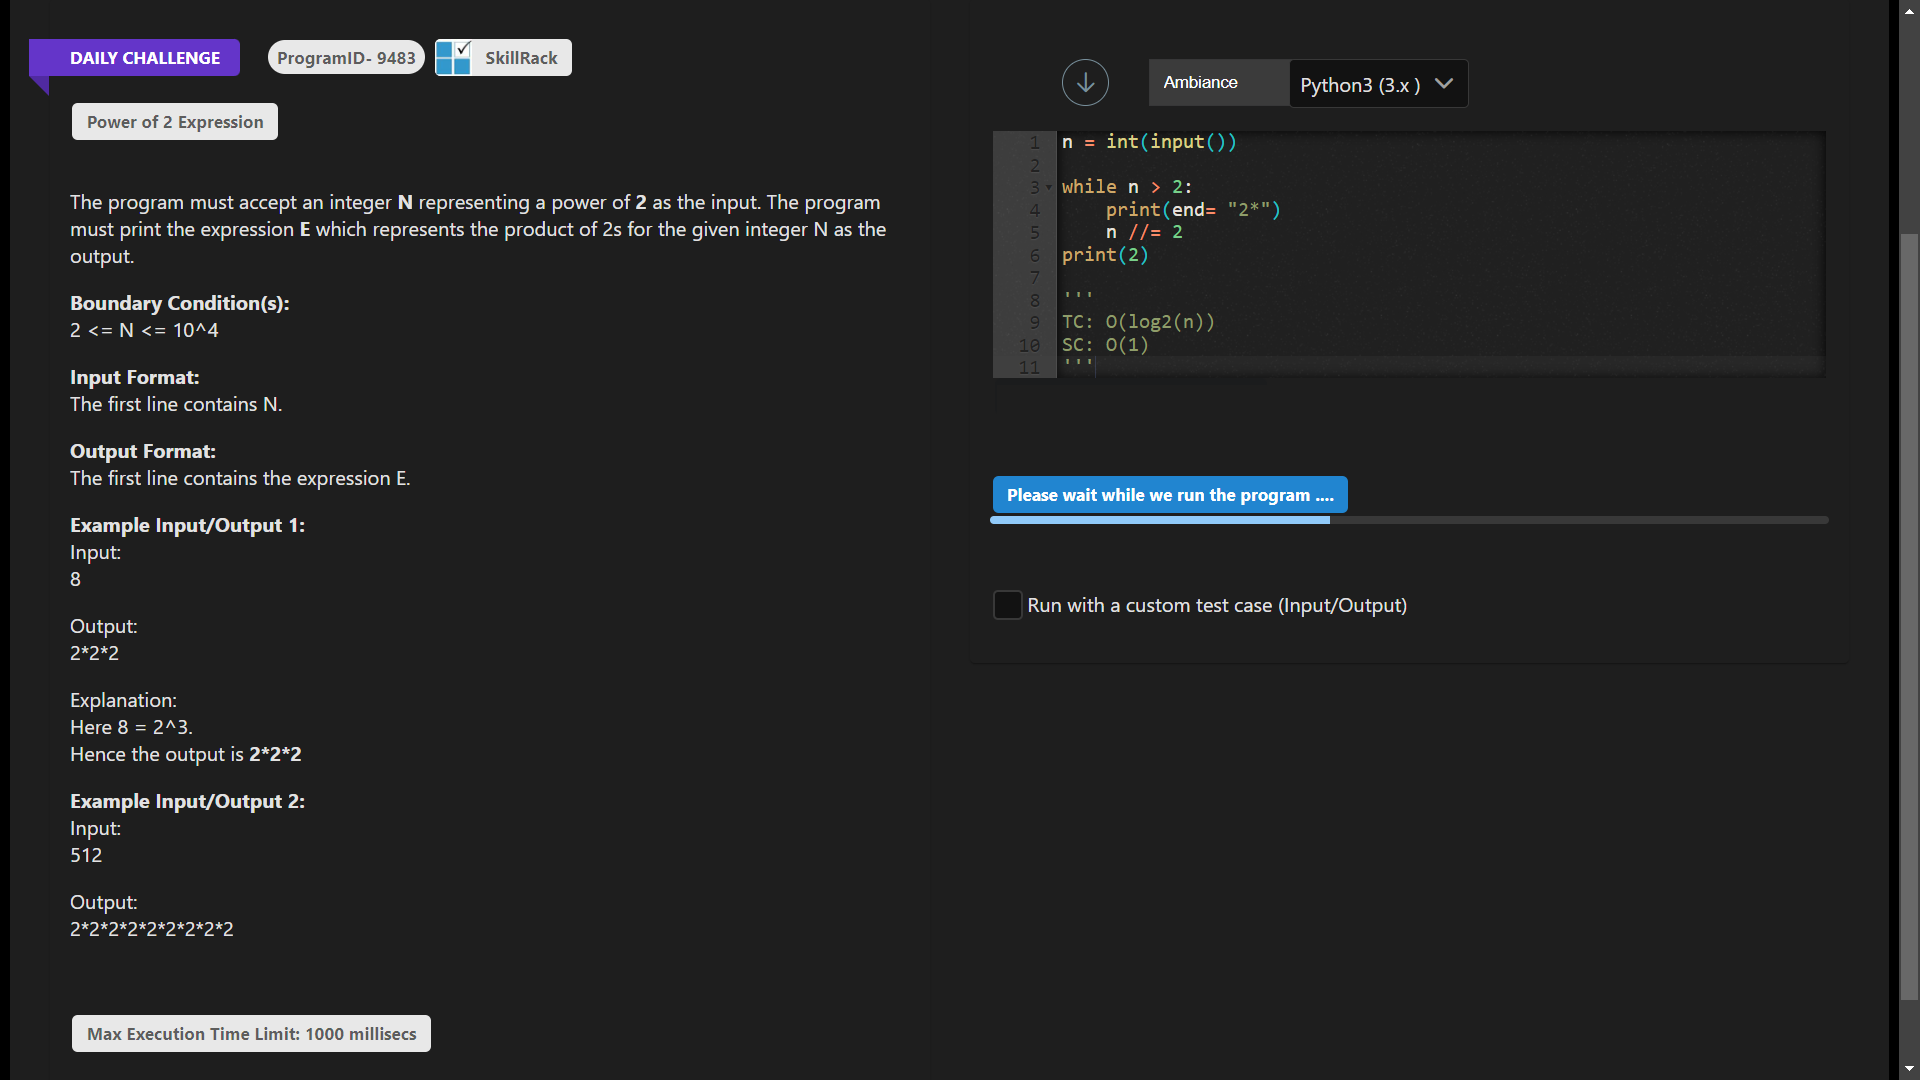 DAILY CHALLENGE
ProgramID- 9483
SkillRack
Power of 2 Expression
The program must accept an integer N representing a power of 2 as the input. The program
must print the expression E which represents the product of 2s for the given integer N as the
output.
Boundary Condition(s):
2 <= N <= 10^4
Input Format:
The first line contains N.
Output Format:
The first line contains the expression E.
Example Input/Output 1:
Input:
8
Output:
2*2*2
Explanation:
Here 8 = 2^3.
Hence the output is 2*2*2
Example Input/Output 2:
Input:
512
Output:
2*2*2*2*2*2*2*2*2
Max Execution Time Limit: 1000 millisecs
Ambiance
Python3 (3.x )
1 n = int(input())
2
3 while n > 2:
4     print(end= "2*")
5     n //= 2
6 print(2)
7
8 '''
9 TC: O(log2(n))
10 SC: O(1)
11 '''
Please wait while we run the program ....
Run with a custom test case (Input/Output)